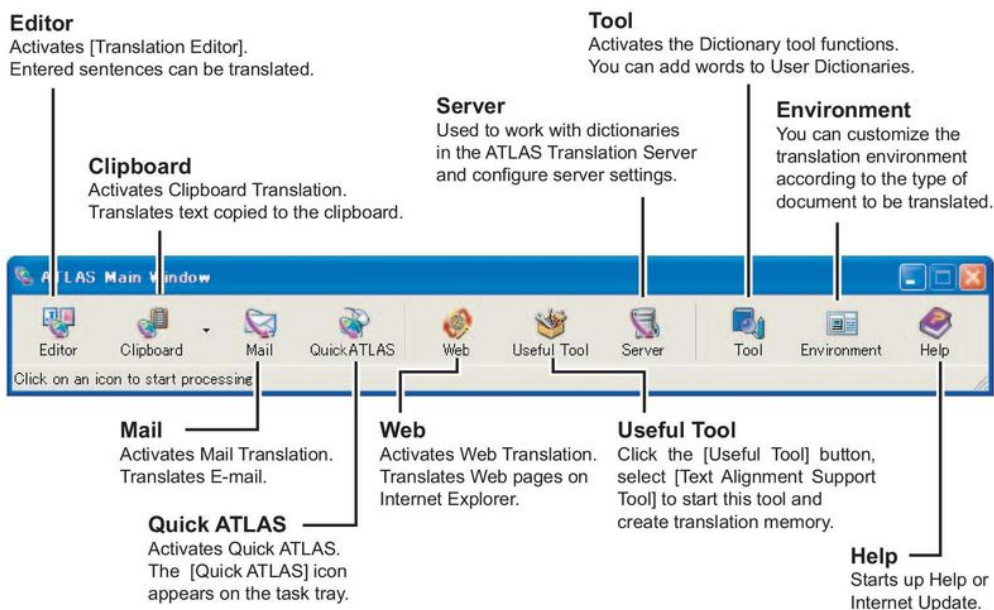 Editor
Activates [Translation Editor].
Entered sentences can be translated.
Tool
Activates the Dictionary tool functions.
You can add words to User Dictionaries.
Server
Used to work with dictionaries
in the ATLAS Translation Server
and configure server settings.
Environment
You can customize the
translation environment
according to the type of
document to be translated.
Clipboard
Activates Clipboard Translation.
Translates text copied to the clipboard.
ATLAS Main Window
Editor Clipboard Mail QuickATLAS Web Useful Tool Server Tool Environment Help
Click on an icon to start processing
Mail
Activates Mail Translation.
Translates E-mail.
Web
Activates Web Translation.
Translates Web pages on
Internet Explorer.
Useful Tool
Click the [Useful Tool] button,
select [Text Alignment Support
Tool] to start this tool and
create translation memory.
Quick ATLAS
Activates Quick ATLAS.
The [Quick ATLAS] icon
appears on the task tray.
Help
Starts up Help or
Internet Update.